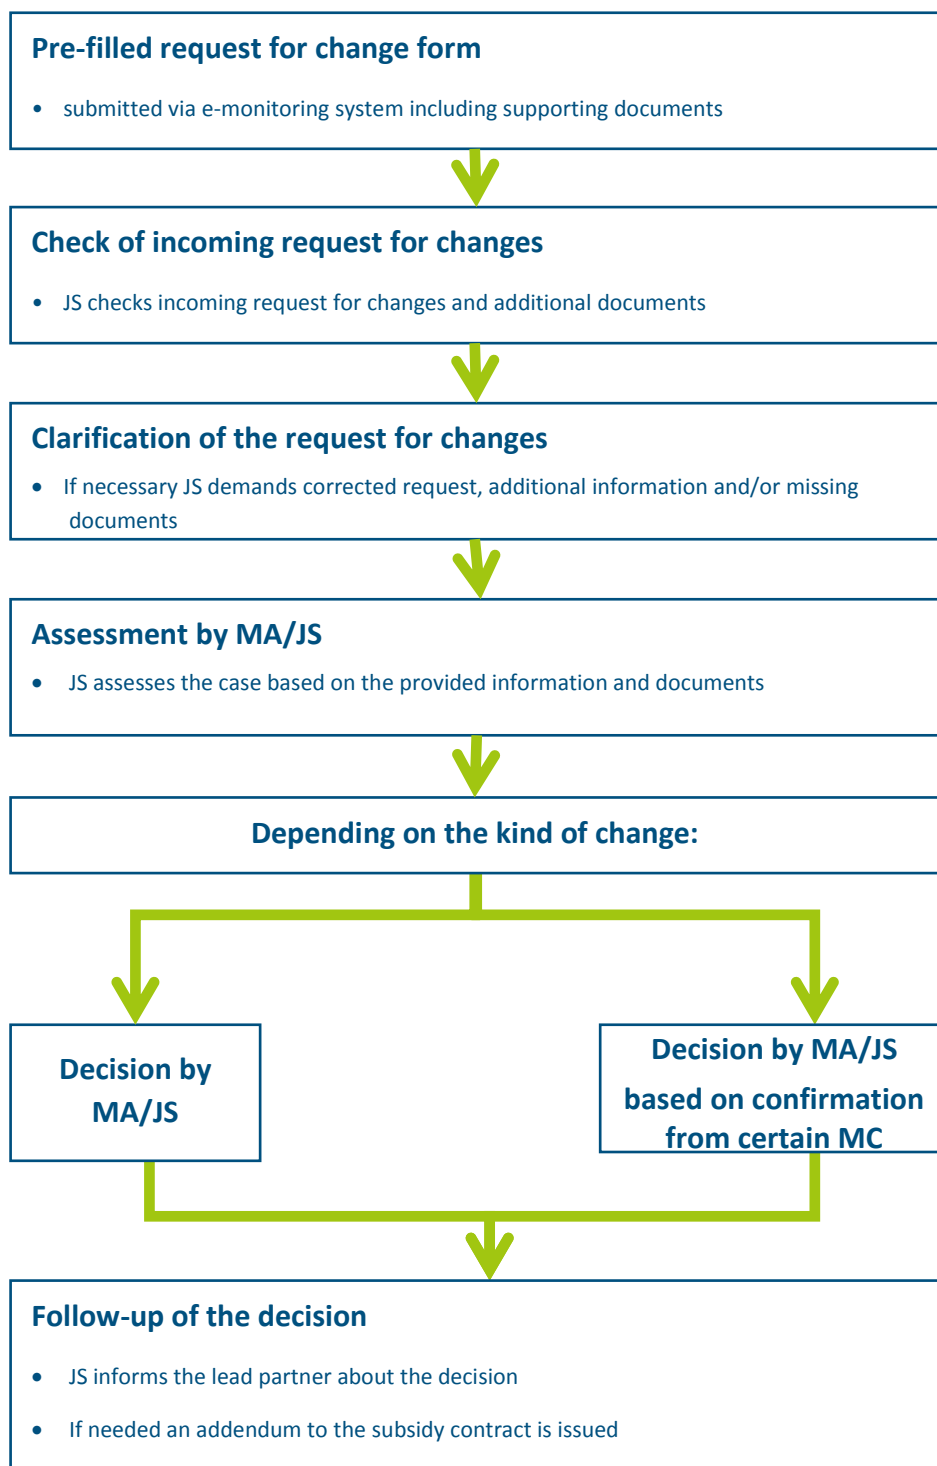 Pre-filled request for change form
• submitted via e-monitoring system including supporting documents
Check of incoming request for changes
• JS checks incoming request for changes and additional documents
Clarification of the request for changes
• If necessary JS demands corrected request, additional information and/or missing
documents
Assessment by MA/JS
• JS assesses the case based on the provided information and documents
Depending on the kind of change:
Decision by
MA/JS
Decision by MA/JS
based on confirmation
from certain MC
Follow-up of the decision
• JS informs the lead partner about the decision
• If needed an addendum to the subsidy contract is issued